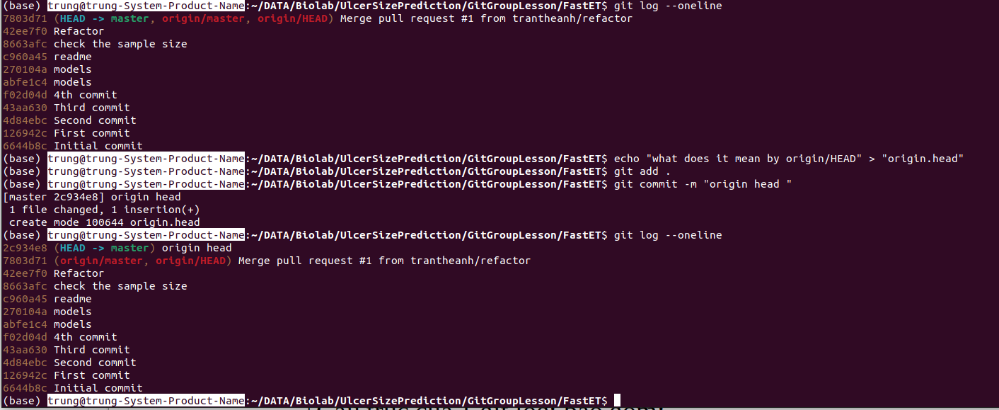 (base) trung@trung-System-Product-Name:~/DATA/Biolab/UlcerSizePrediction/GitGroupLesson/FastET$ git log --oneline
7803d71 (HEAD -> master, origin/master, origin/HEAD) Merge pull request #1 from trantheanh/refactor
42ee7f0 Refactor
8663afc check the sample size
c960a45 readme
270104a models
abfe1c4 models
f02d04d 4th commit
43aa630 Third commit
4d84ebc Second commit
126942c First commit
6644b8c Initial commit
(base) trung@trung-System-Product-Name:~/DATA/Biolab/UlcerSizePrediction/GitGroupLesson/FastET$ echo "what does it mean by origin/HEAD" > "origin.head"
(base) trung@trung-System-Product-Name:~/DATA/Biolab/UlcerSizePrediction/GitGroupLesson/FastET$ git add .
(base) trung@trung-System-Product-Name:~/DATA/Biolab/UlcerSizePrediction/GitGroupLesson/FastET$ git commit -m "origin head "
[master 2c934e8] origin head
 1 file changed, 1 insertion(+)
 create mode 100644 origin.head
(base) trung@trung-System-Product-Name:~/DATA/Biolab/UlcerSizePrediction/GitGroupLesson/FastET$ git log --oneline
2c934e8 (HEAD -> master) origin head
7803d71 (origin/master, origin/HEAD) Merge pull request #1 from trantheanh/refactor
42ee7f0 Refactor
8663afc check the sample size
c960a45 readme
270104a models
abfe1c4 models
f02d04d 4th commit
43aa630 Third commit
4d84ebc Second commit
126942c First commit
6644b8c Initial commit
(base) trung@trung-System-Product-Name:~/DATA/Biolab/UlcerSizePrediction/GitGroupLesson/FastET$